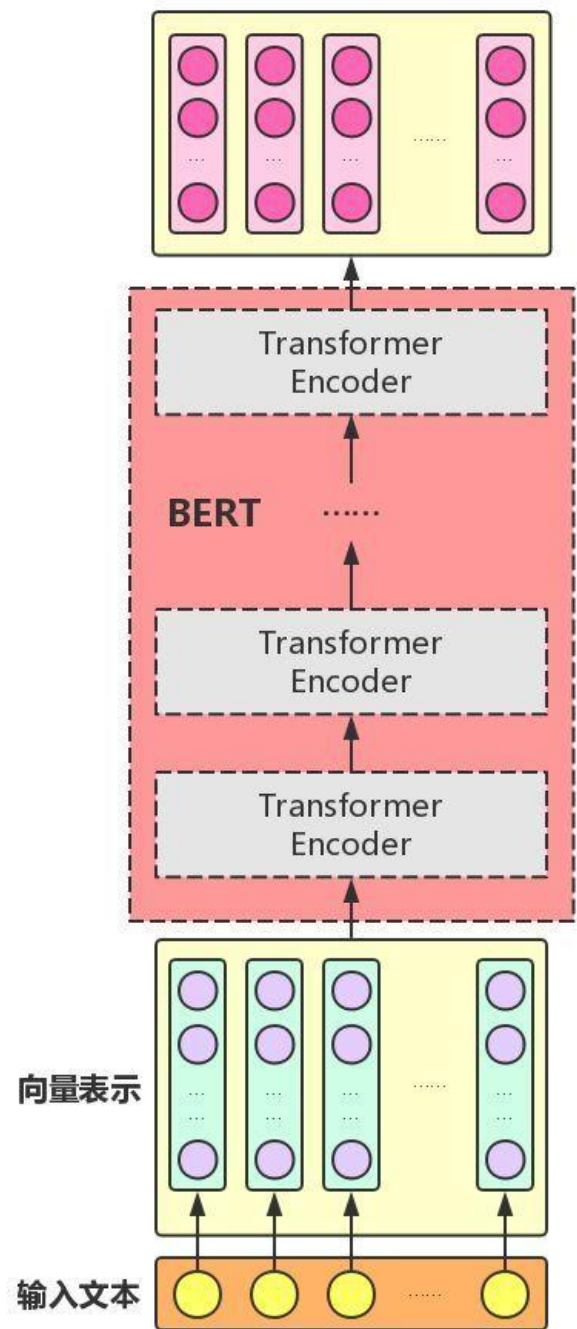 ... ... ... ...
......
Transformer
Encoder
BERT ......
Transformer
Encoder
Transformer
Encoder
向量表示
... ... ... ...
... ... ... ...
......
输入文本
......